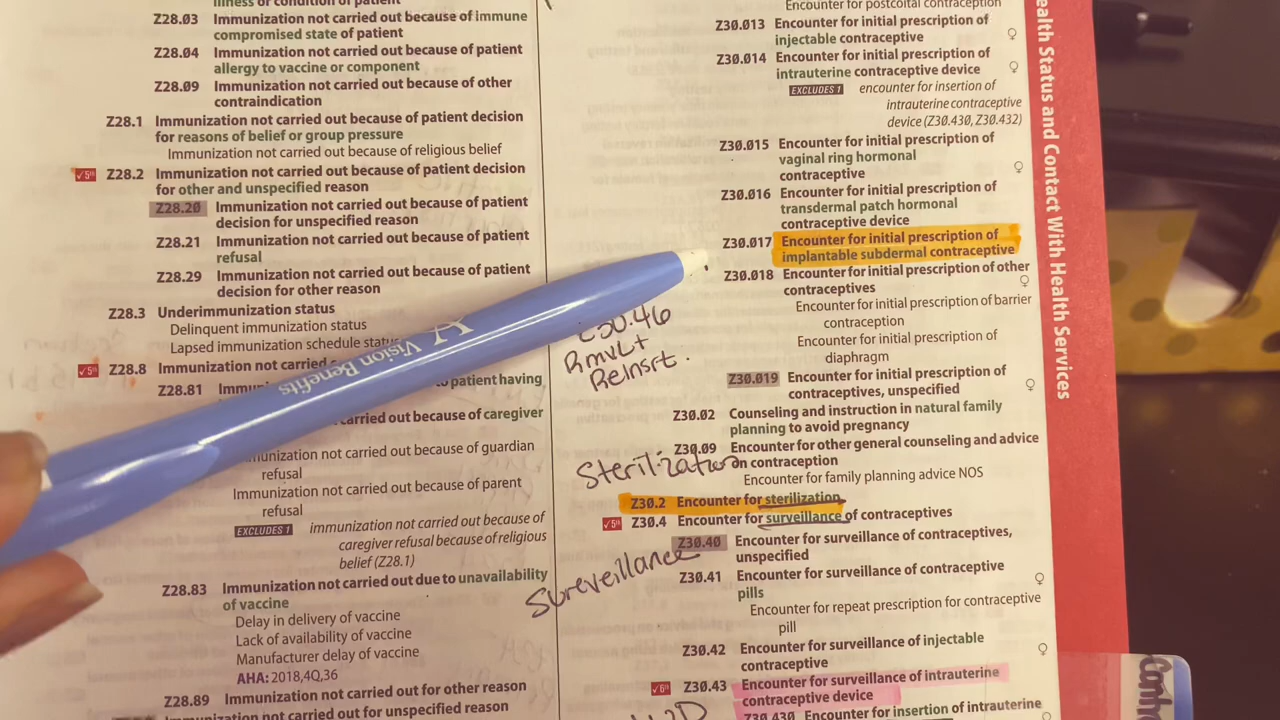 illness or condition of patient
Z28.03 Immunization not carried out because of immune
compromised state of patient
Z28.04 Immunization not carried out because of patient
allergy to vaccine or component
Z28.09 Immunization not carried out because of other
contraindication
Z28.1 Immunization not carried out because of patient decision
for reasons of belief or group pressure
Immunization not carried out because of religious belief
✓5th Z28.2 Immunization not carried out because of patient decision
for other and unspecified reason
Z28.20 Immunization not carried out because of patient
decision for unspecified reason
Z28.21 Immunization not carried out because of patient
refusal
Z28.29 Immunization not carried out because of patient
decision for other reason
Z28.3 Underimmunization status
Delinquent immunization status
Lapsed immunization schedule status
✓5th Z28.8 Immunization not carried
Z28.81 to patient having
carried out because of caregiver
Immunization not carried out because of guardian
refusal
Immunization not carried out because of parent
refusal
EXCLUDES 1 immunization not carried out because of
caregiver refusal because of religious
belief (Z28.1)
Z28.83 Immunization not carried out due to unavailability
of vaccine
Delay in delivery of vaccine
Lack of availability of vaccine
Manufacturer delay of vaccine
AHA: 2018,4Q,36
Z28.89 Immunization not carried out for other reason
Immunization not carried out for unspecified reason
Vision Benefits
Encounter for postcoital contraception
Z30.013 Encounter for initial prescription of
injectable contraceptive ♀
Z30.014 Encounter for initial prescription of
intrauterine contraceptive device ♀
EXCLUDES 1 encounter for insertion of
intrauterine contraceptive
device (Z30.430, Z30.432)
Z30.015 Encounter for initial prescription of
vaginal ring hormonal
contraceptive ♀
Z30.016 Encounter for initial prescription of
transdermal patch hormonal
contraceptive device
Z30.017 Encounter for initial prescription of
implantable subdermal contraceptive
Z30.018 Encounter for initial prescription of other
contraceptives ♀
Encounter for initial prescription of barrier
contraception
Encounter for initial prescription of
diaphragm
Z30.019 Encounter for initial prescription of
contraceptives, unspecified ♀
Z30.02 Counseling and instruction in natural family
planning to avoid pregnancy
Z30.09 Encounter for other general counseling and advice
on contraception
Encounter for family planning advice NOS
Z30.2 Encounter for sterilization
✓5th Z30.4 Encounter for surveillance of contraceptives
Z30.40 Encounter for surveillance of contraceptives,
unspecified
Z30.41 Encounter for surveillance of contraceptive
pills ♀
Encounter for repeat prescription for contraceptive
pill
Z30.42 Encounter for surveillance of injectable
contraceptive ♀
✓6th Z30.43 Encounter for surveillance of intrauterine
contraceptive device
Z30.430 Encounter for insertion of intrauterine
Z30.46
RmvL+
ReInsrt.
Sterilization
Sureveillance
Health Status and Contact With Health Services